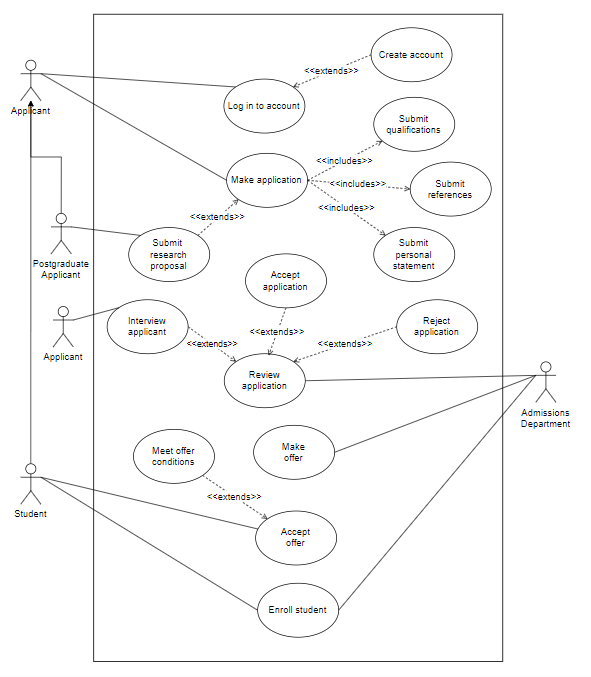 Create account
<<extends>>
Log in to account
Applicant
Submit
qualifications
<<includes>>
Make application
<<includes>>
Submit
references
<<includes>>
<<extends>>
Submit
research
proposal
Submit
personal
statement
Postgraduate
Applicant
Accept
application
Interview
applicant
Reject
application
<<extends>>
<<extends>>
<<extends>>
Applicant
Review
application
Admissions
Department
Meet offer
conditions
Make
offer
<<extends>>
Student
Accept
offer
Enroll student